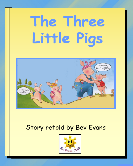 The Three
Little Pigs
Story retold by Bev Evans